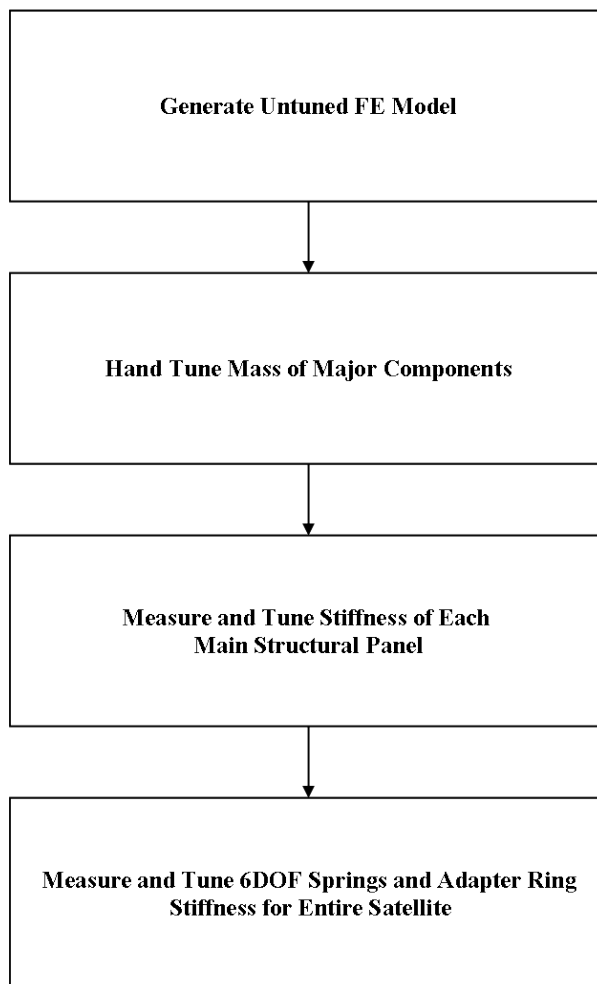 Generate Untuned FE Model
Hand Tune Mass of Major Components
Measure and Tune Stiffness of Each
Main Structural Panel
Measure and Tune 6DOF Springs and Adapter Ring
Stiffness for Entire Satellite